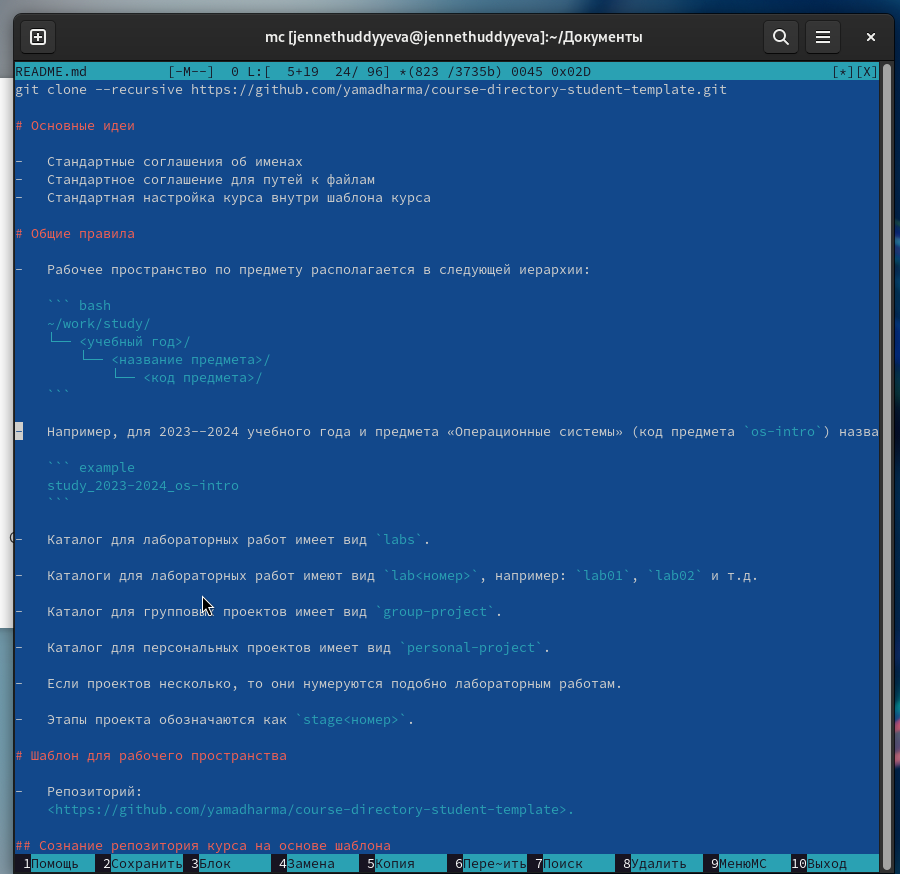 mc [jennethuddyyeva@jennethuddyyeva]:~/Документы
README.md [-M--] 0 L:[ 5+19 24/ 96] *(823 /3735b) 0045 0x02D [*][X]
git clone --recursive https://github.com/yamadharma/course-directory-student-template.git
# Основные идеи
- Стандартные соглашения об именах
- Стандартное соглашение для путей к файлам
- Стандартная настройка курса внутри шаблона курса
# Общие правила
- Рабочее пространство по предмету располагается в следующей иерархии:
``` bash
~/work/study/
└── <учебный год>/
└── <название предмета>/
└── <код предмета>/
```
- Например, для 2023--2024 учебного года и предмета «Операционные системы» (код предмета `os-intro`) назва
``` example
study_2023-2024_os-intro
```
- Каталог для лабораторных работ имеет вид `labs`.
- Каталоги для лабораторных работ имеют вид `lab<номер>`, например: `lab01`, `lab02` и т.д.
- Каталог для групповых проектов имеет вид `group-project`.
- Каталог для персональных проектов имеет вид `personal-project`.
- Если проектов несколько, то они нумеруются подобно лабораторным работам.
- Этапы проекта обозначаются как `stage<номер>`.
# Шаблон для рабочего пространства
- Репозиторий:
<https://github.com/yamadharma/course-directory-student-template>.
## Сознание репозитория курса на основе шаблона
1Помощь 2Сохранить 3Блок 4Замена 5Копия 6Пере~ить 7Поиск 8Удалить 9МенюMC 10Выход